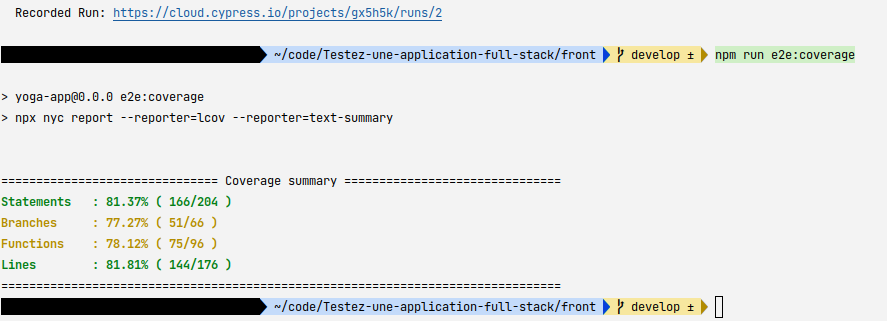 Recorded Run: https://cloud.cypress.io/projects/gx5h5k/runs/2
~/code/Testez-une-application-full-stack/front develop ± npm run e2e:coverage
> yoga-app@0.0.0 e2e:coverage
> npx nyc report --reporter=lcov --reporter=text-summary
=============================== Coverage summary ===============================
Statements   : 81.37% ( 166/204 )
Branches     : 77.27% ( 51/66 )
Functions    : 78.12% ( 75/96 )
Lines        : 81.81% ( 144/176 )
================================================================================
~/code/Testez-une-application-full-stack/front develop ±